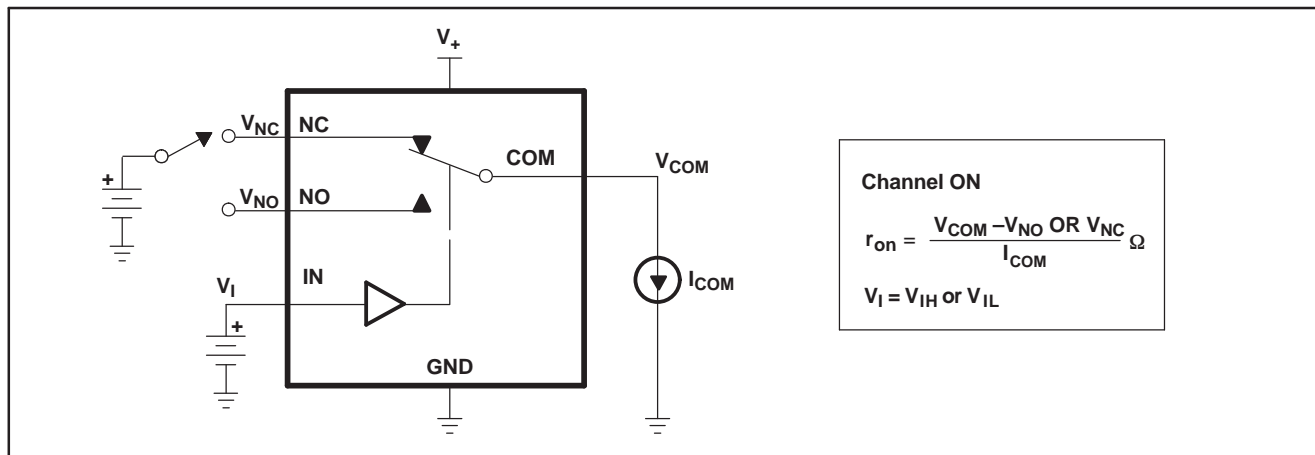 V+
VNC NC
COM
VCOM
+
VNO NO
IN
VI
+
ICOM
GND
Channel ON
ron = VCOM –VNO OR VNC / ICOM Ω
VI = VIH or VIL